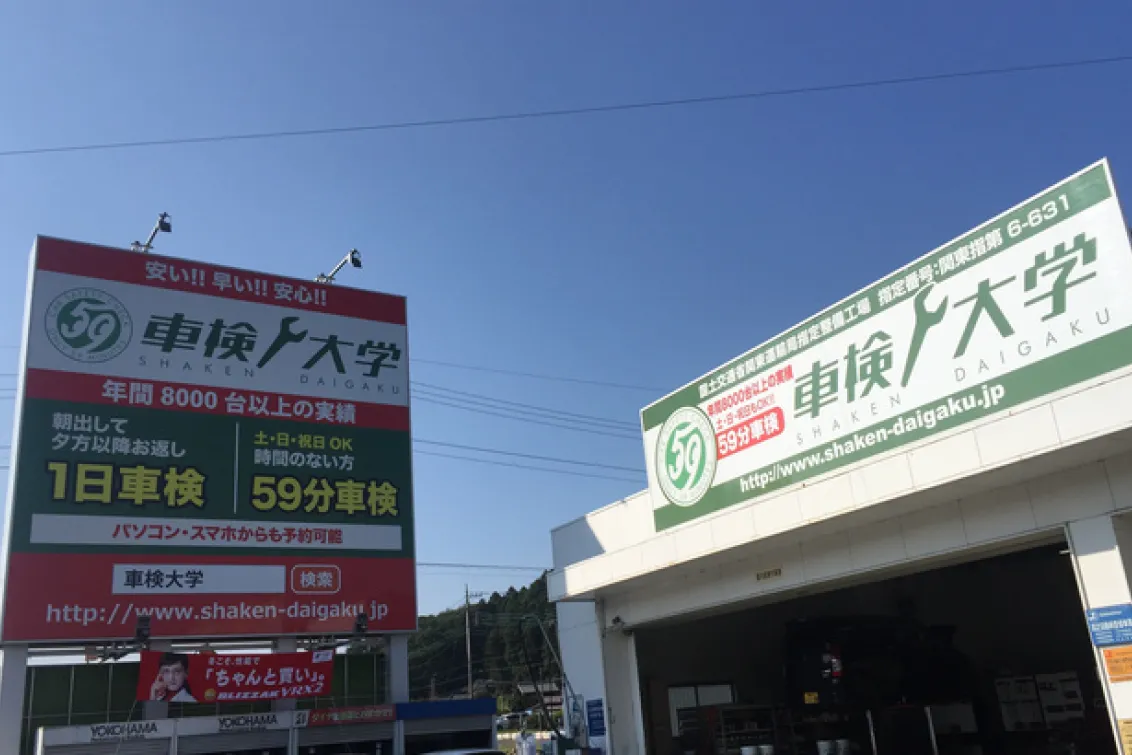 安い!! 早い!! 安心!!
59
車検大学
SHAKEN DAIGAKU
年間 8000 台以上の実績
朝出して
夕方以降お返し
1日車検
土・日・祝日 OK
時間のない方
59分車検
パソコン・スマホからも予約可能
車検大学 検索
http://www.shaken-daigaku.jp
冬こそ、性能で
「ちゃんと買い」。
BLIZZAK VRX2
YOKOHAMA
YOKOHAMA
国土交通省関東運輸局指定整備工場 指定番号:関東指第 6-631
59
年間8000台以上の実績
土・日・祝日もOK!!
59分車検
車検大学
SHAKEN DAIGAKU
http://www.shaken-daigaku.jp